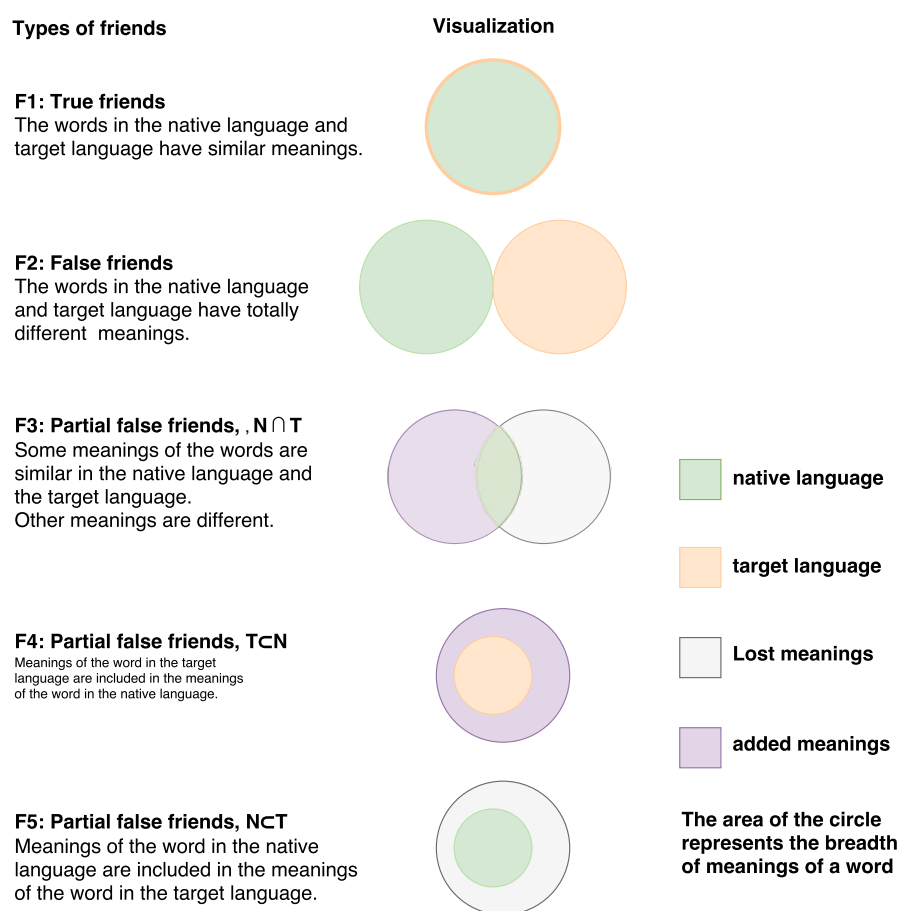 Types of friends
Visualization
F1: True friends
The words in the native language and
target language have similar meanings.
F2: False friends
The words in the native language
and target language have totally
different  meanings.
F3: Partial false friends, , N ∩ T
Some meanings of the words are
similar in the native language and
the target language.
Other meanings are different.
F4: Partial false friends, T⊂N
Meanings of the word in the target
language are included in the meanings
of the word in the native language.
F5: Partial false friends, N⊂T
Meanings of the word in the native
language are included in the meanings
of the word in the target language.
native language
target language
Lost meanings
added meanings
The area of the circle
represents the breadth
of meanings of a word